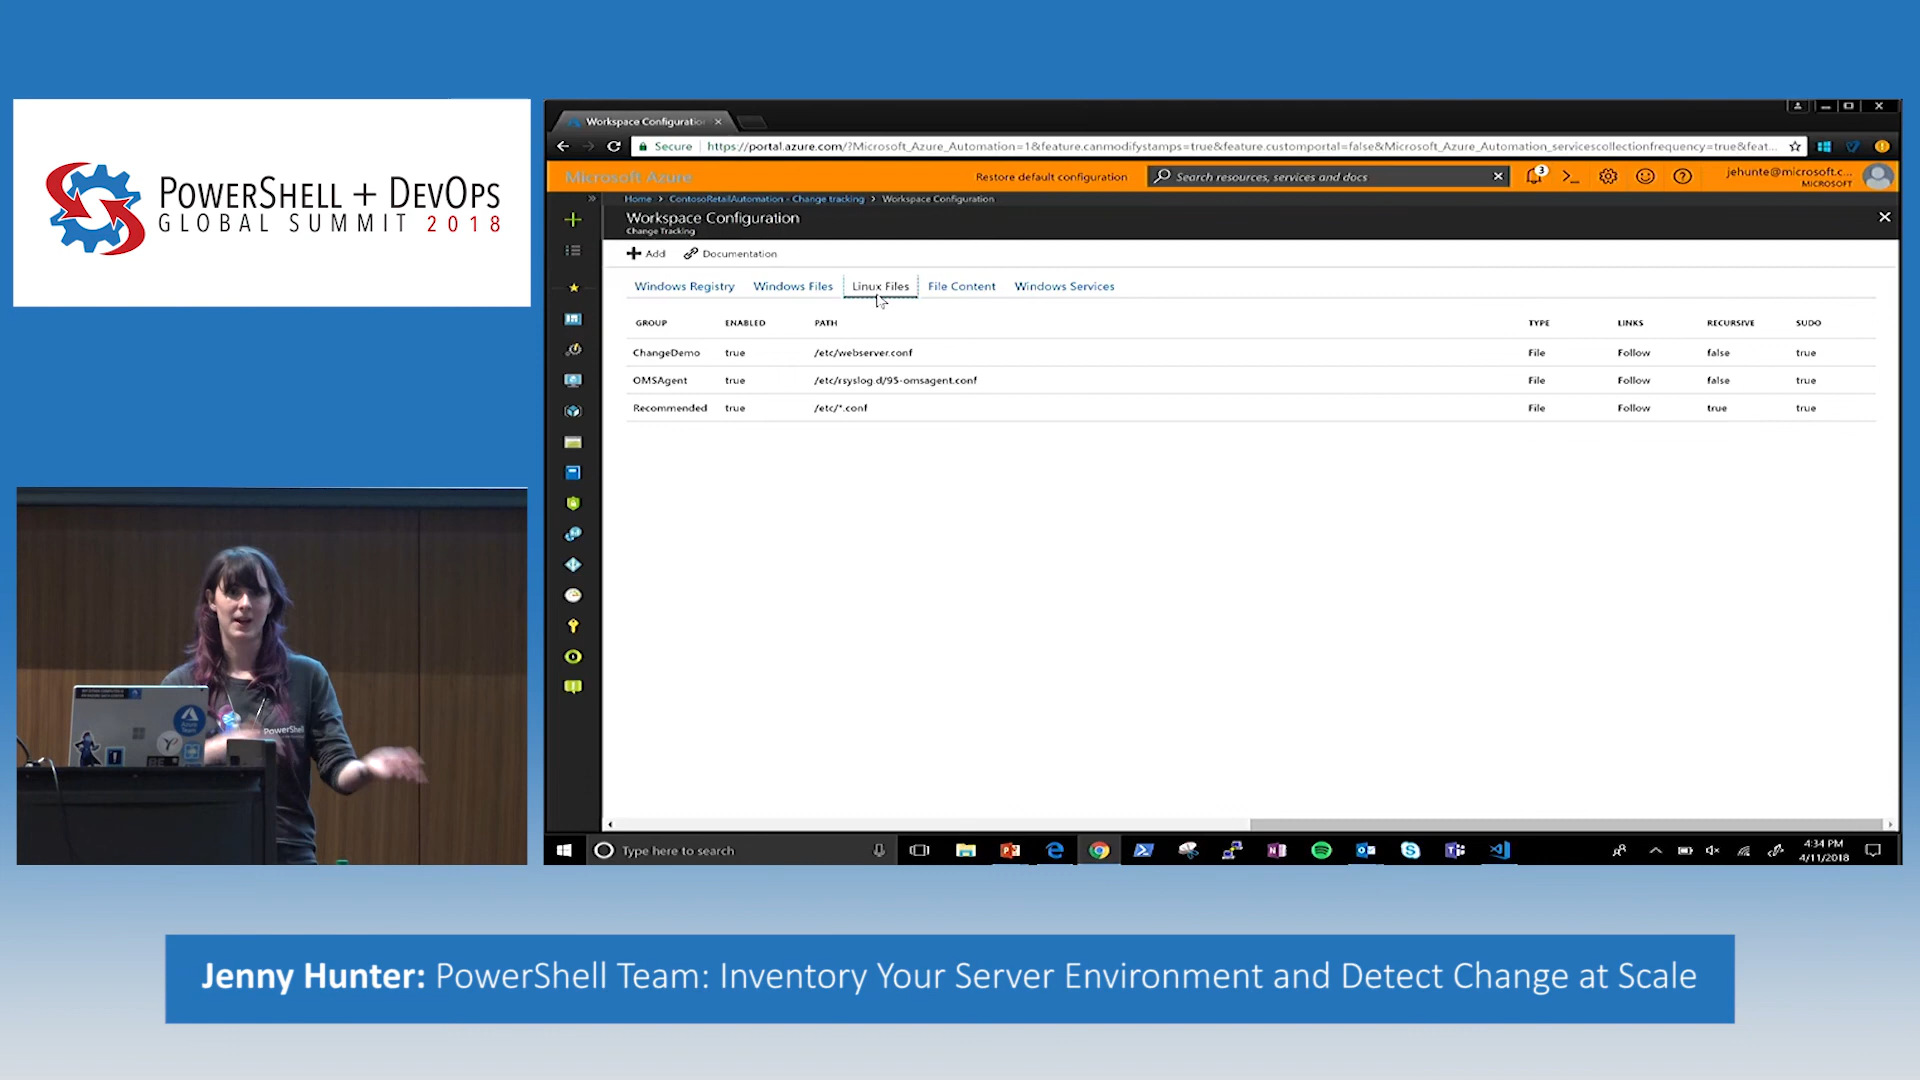 POWERSHELL + DEVOPS
GLOBAL SUMMIT 2018
Workspace Configuratio
Secure
https://portal.azure.com/?Microsoft_Azure_Automation=1&feature.canmodifystamps=true&feature.customportal=false&Microsoft_Azure_Automation_servicescollectionfrequency=true&feat...
Microsoft Azure
Restore default configuration
Search resources, services and docs
3
jehunte@microsoft.c...
MICROSOFT
Home > ContosoRetailAutomation - Change tracking > Workspace Configuration
Workspace Configuration
Change Tracking
Add Documentation
Windows Registry Windows Files Linux Files File Content Windows Services
GROUP ENABLED PATH TYPE LINKS RECURSIVE SUDO
ChangeDemo true /etc/webserver.conf File Follow false true
OMSAgent true /etc/rsyslog.d/95-omsagent.conf File Follow false true
Recommended true /etc/*.conf File Follow true true
PowerShell
Type here to search
4:34 PM
4/11/2018
Jenny Hunter: PowerShell Team: Inventory Your Server Environment and Detect Change at Scale